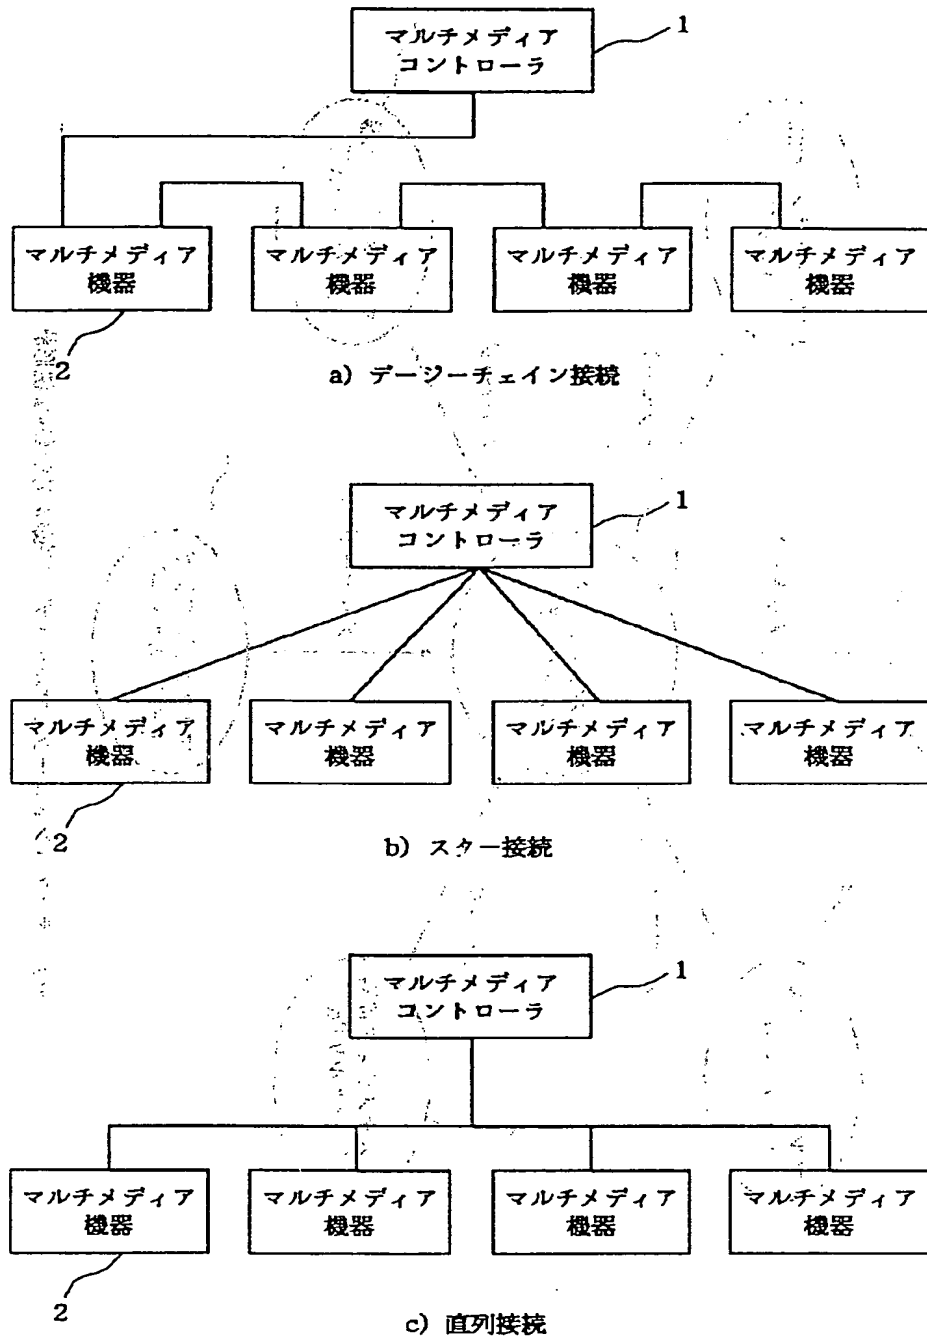 マルチメディア
コントローラ
1
マルチメディア
機器
マルチメディア
機器
マルチメディア
機器
マルチメディア
機器
2
a) デージーチェイン接続
マルチメディア
コントローラ
1
マルチメディア
機器
マルチメディア
機器
マルチメディア
機器
マルチメディア
機器
2
b) スター接続
マルチメディア
コントローラ
1
マルチメディア
機器
マルチメディア
機器
マルチメディア
機器
マルチメディア
機器
2
c) 直列接続